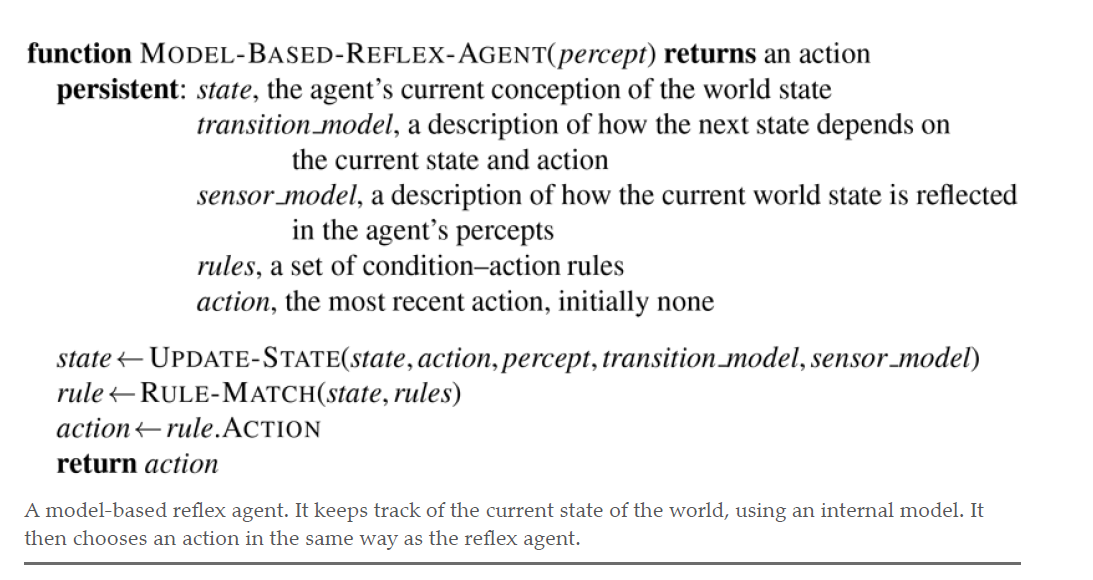 function MODEL-BASED-REFLEX-AGENT(percept) returns an action
persistent: state, the agent's current conception of the world state
transition_model, a description of how the next state depends on
the current state and action
sensor_model, a description of how the current world state is reflected
in the agent's percepts
rules, a set of condition–action rules
action, the most recent action, initially none
state ← UPDATE-STATE(state, action, percept, transition_model, sensor_model)
rule ← RULE-MATCH(state, rules)
action ← rule.ACTION
return action
A model-based reflex agent. It keeps track of the current state of the world, using an internal model. It
then chooses an action in the same way as the reflex agent.